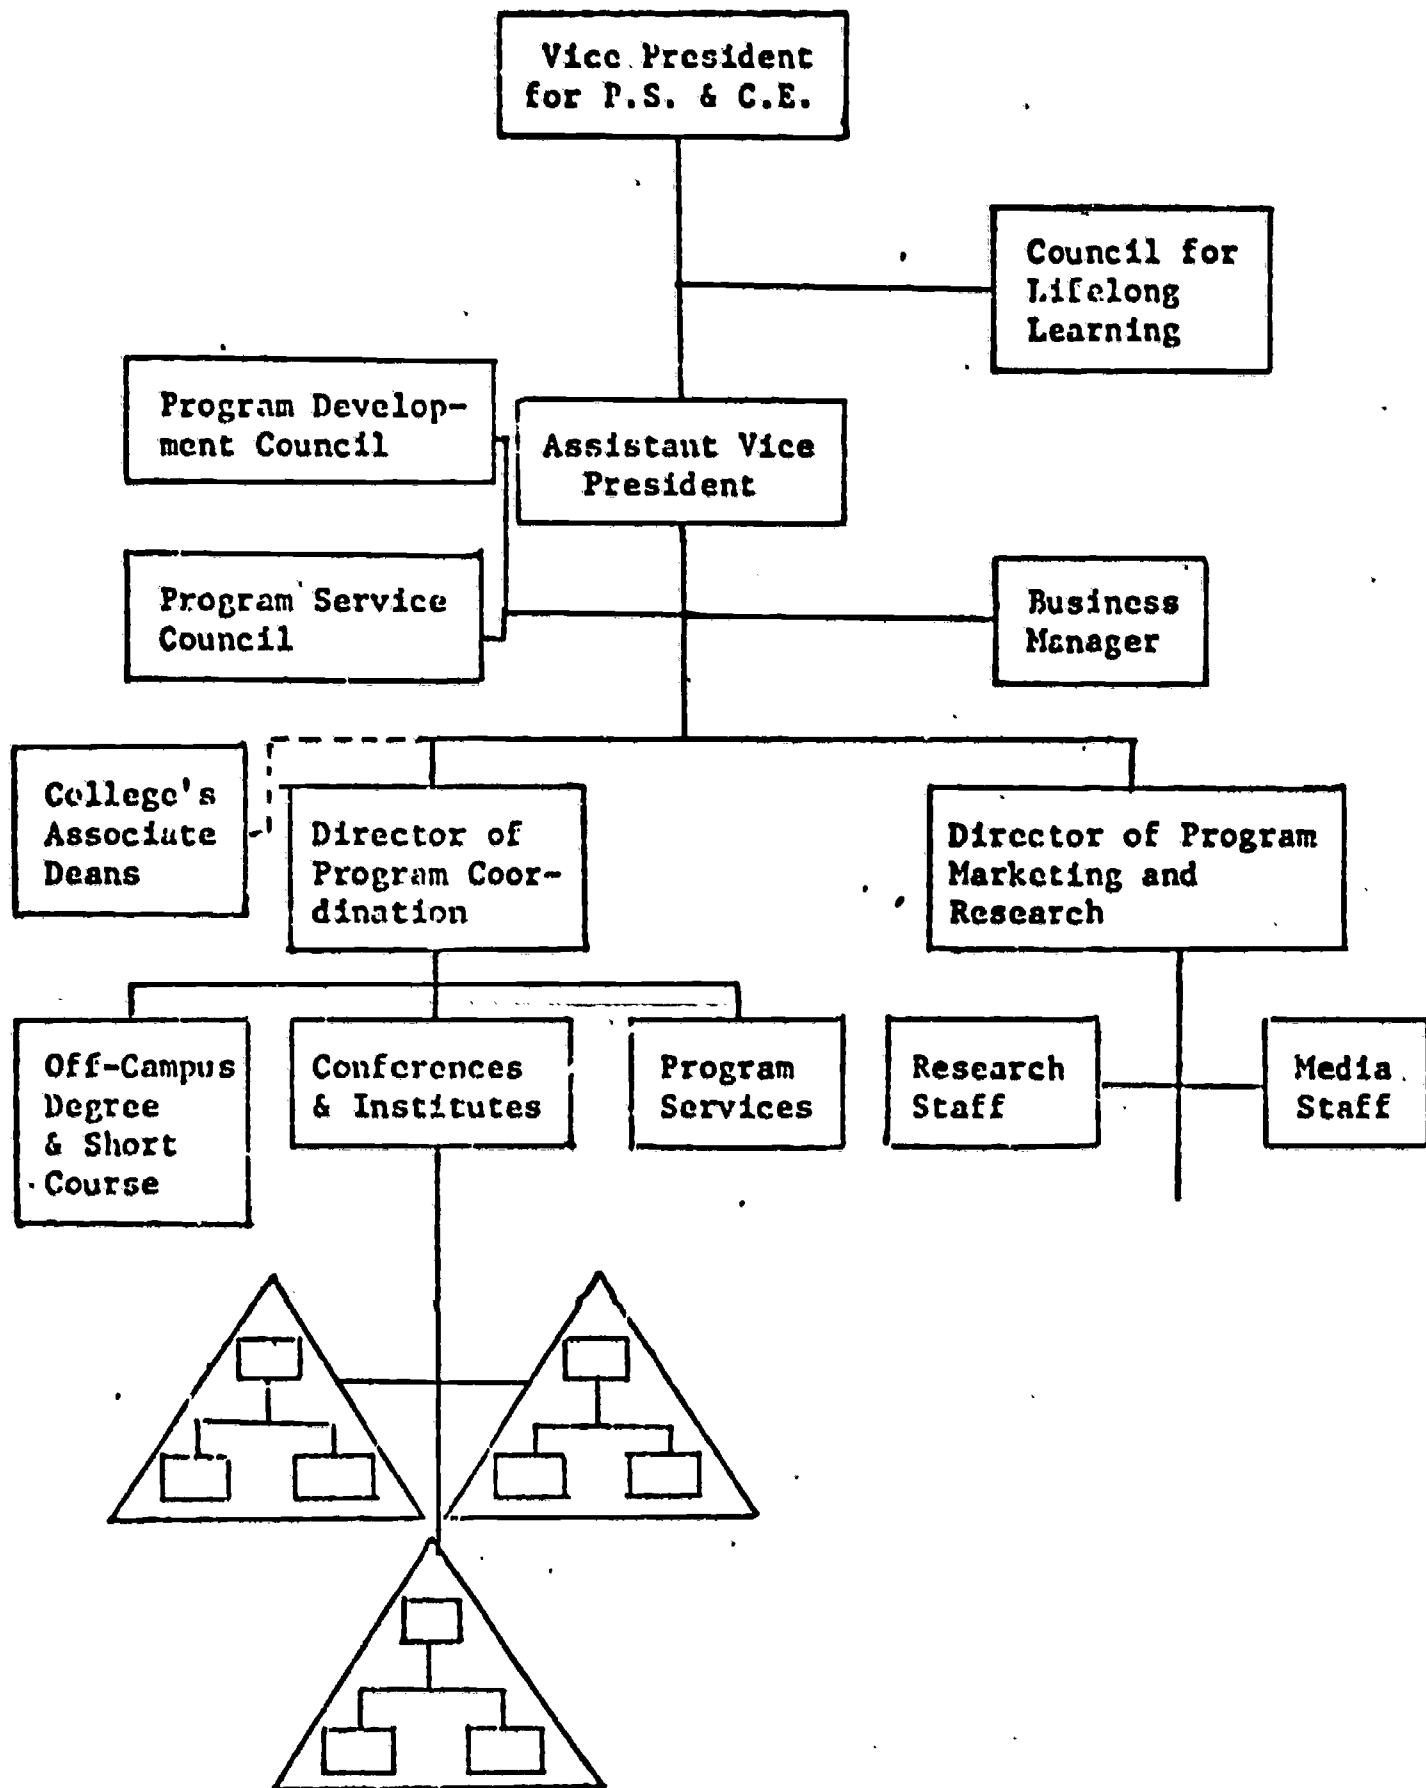 Vice President
for P.S. & C.E.
Council for
Lifelong
Learning
Program Develop-
ment Council
Assistant Vice
President
Program Service
Council
Business
Manager
College's
Associate
Deans
Director of
Program Coor-
dination
Director of Program
Marketing and
Research
Off-Campus
Degree
& Short
Course
Conferences
& Institutes
Program
Services
Research
Staff
Media
Staff